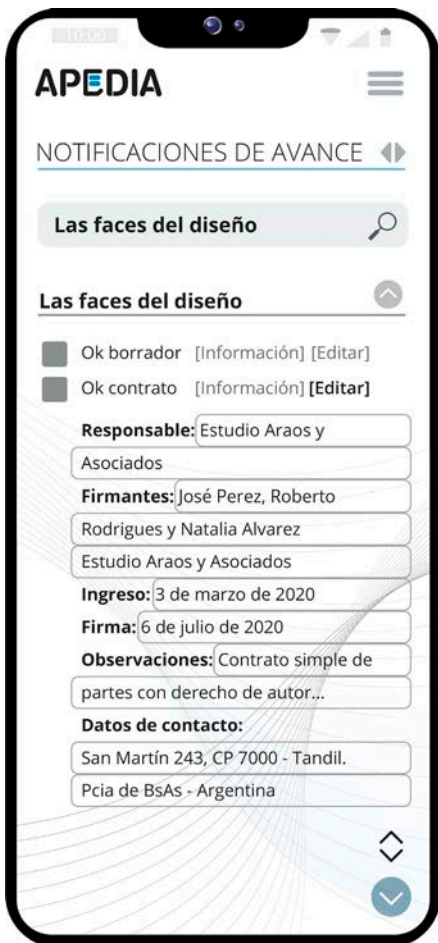 10:00
APEDIA
NOTIFICACIONES DE AVANCE
Las faces del diseño
Las faces del diseño
Ok borrador [Información] [Editar]
Ok contrato [Información] [Editar]
Responsable: Estudio Araos y
Asociados
Firmantes: José Perez, Roberto
Rodrigues y Natalia Alvarez
Estudio Araos y Asociados
Ingreso: 3 de marzo de 2020
Firma: 6 de julio de 2020
Observaciones: Contrato simple de
partes con derecho de autor...
Datos de contacto:
San Martín 243, CP 7000 - Tandil.
Pcia de BsAs - Argentina